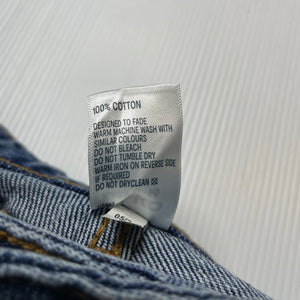 100% COTTON
DESIGNED TO FADE
WARM MACHINE WASH WITH
SIMILAR COLOURS
DO NOT BLEACH
DO NOT TUMBLE DRY
WARM IRON ON REVERSE SIDE
IF REQUIRED
DO NOT DRYCLEAN ☒